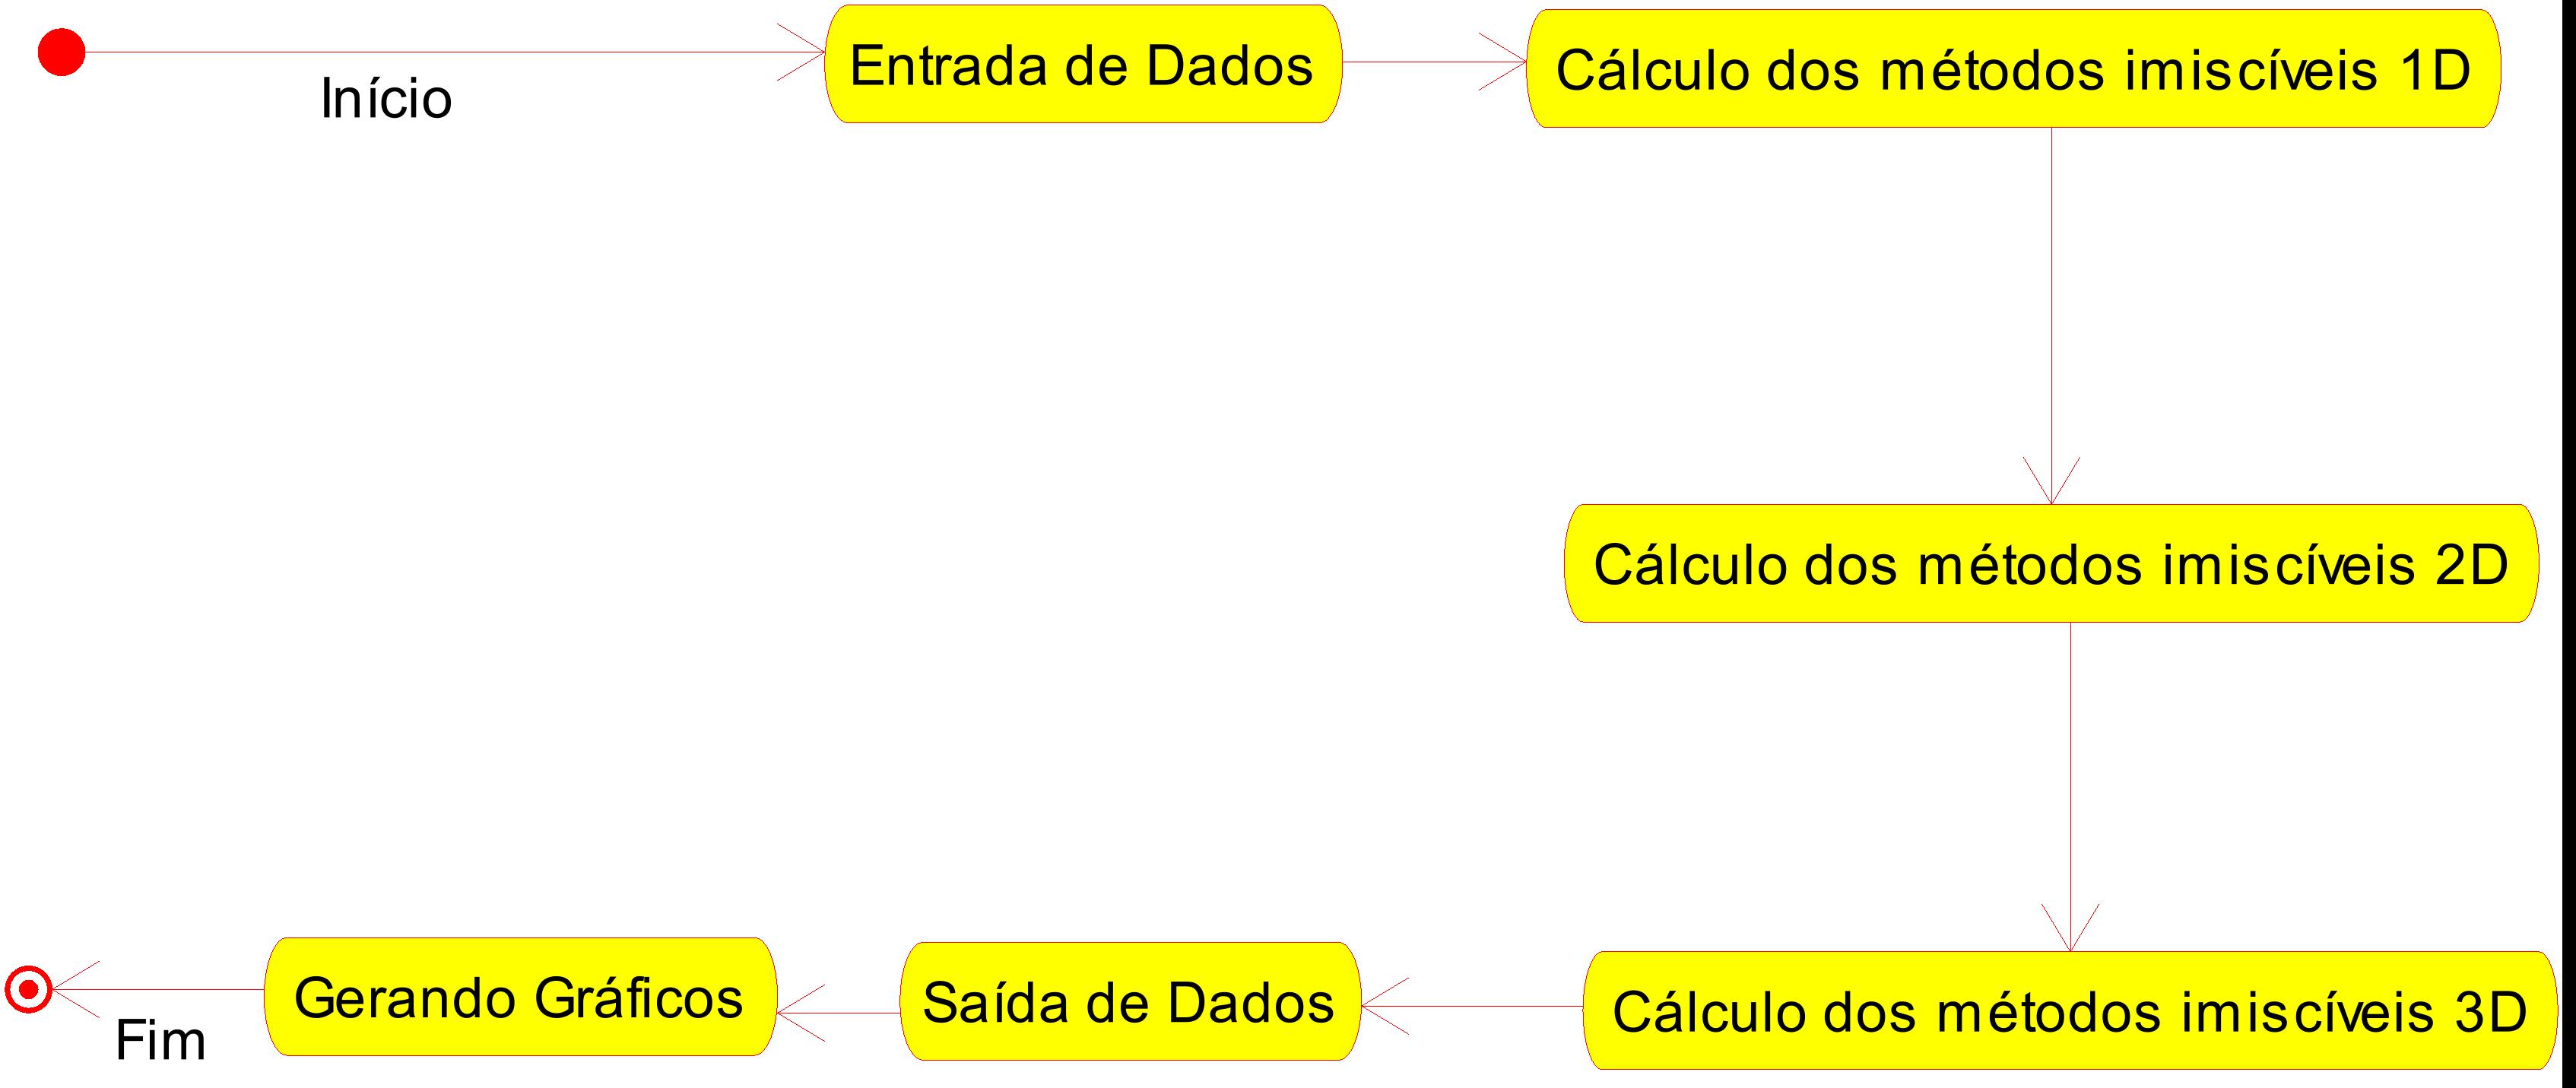 Início
Entrada de Dados
Cálculo dos métodos imiscíveis 1D
Cálculo dos métodos imiscíveis 2D
Cálculo dos métodos imiscíveis 3D
Saída de Dados
Gerando Gráficos
Fim